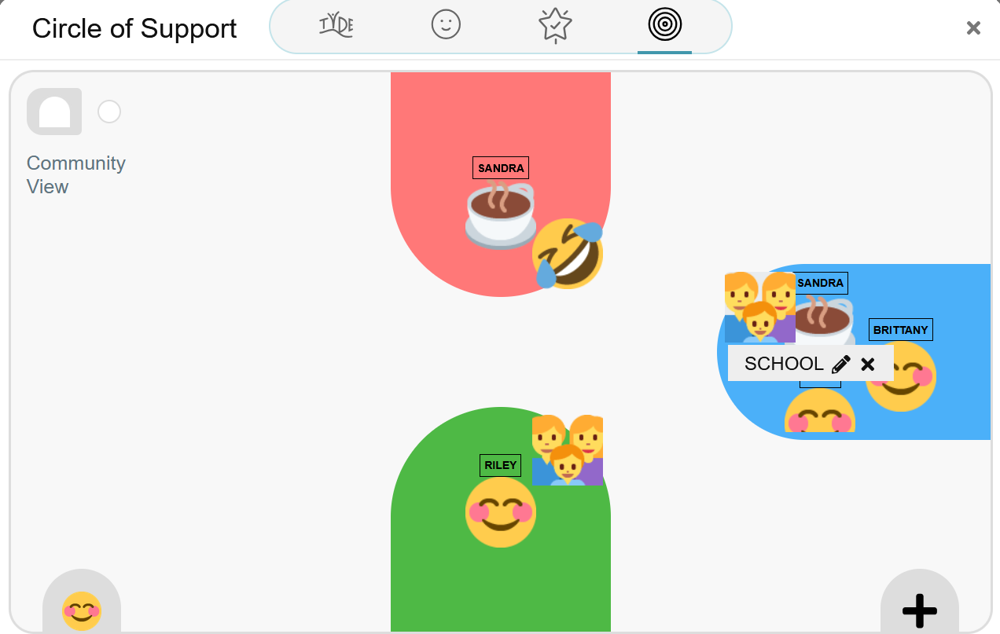 Circle of Support
TYDE
Community
View
SANDRA
SANDRA
BRITTANY
SCHOOL
RILEY